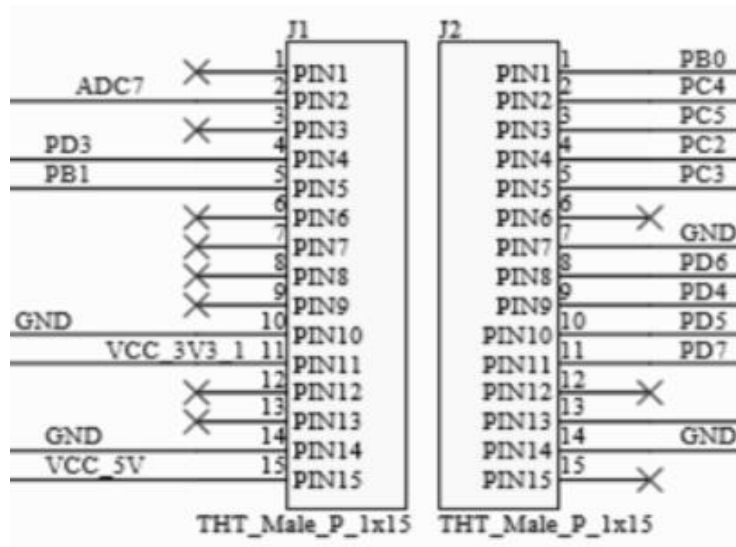 J1 J2
1 PIN1 PIN1 1 PB0
ADC7 2 PIN2 PIN2 2 PC4
3 PIN3 PIN3 3 PC5
PD3 4 PIN4 PIN4 4 PC2
PB1 5 PIN5 PIN5 5 PC3
6 PIN6 PIN6 6
7 PIN7 PIN7 7 GND
8 PIN8 PIN8 8 PD6
9 PIN9 PIN9 9 PD4
GND 10 PIN10 PIN10 10 PD5
VCC_3V3_1 11 PIN11 PIN11 11 PD7
12 PIN12 PIN12 12
13 PIN13 PIN13 13
GND 14 PIN14 PIN14 14 GND
VCC_5V 15 PIN15 PIN15 15
THT_Male_P_1x15 THT_Male_P_1x15